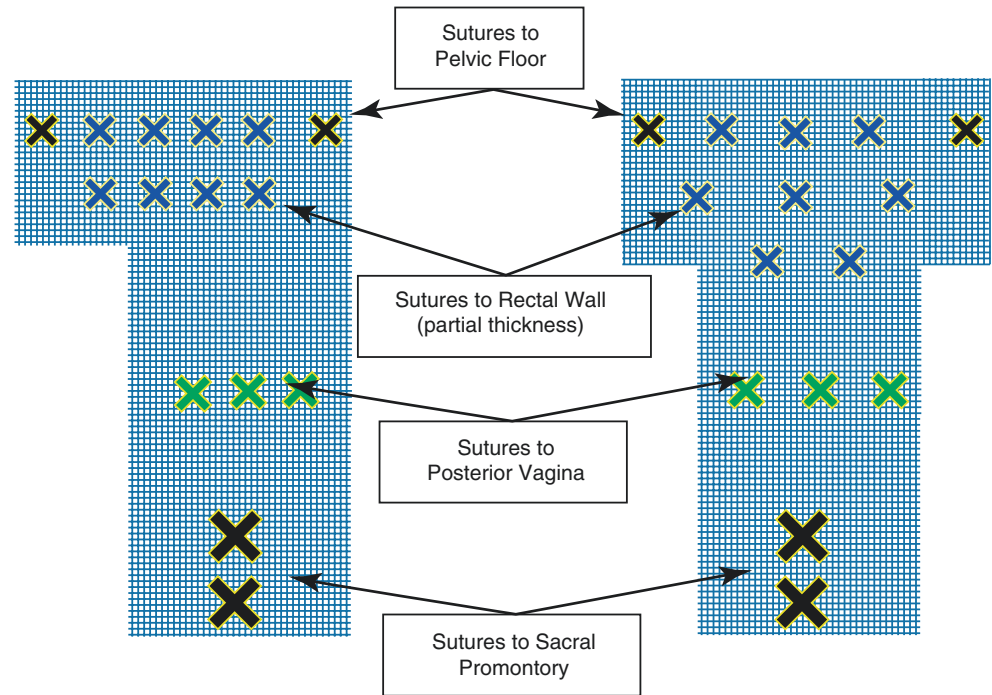 Sutures to
Pelvic Floor
Sutures to Rectal Wall
(partial thickness)
Sutures to
Posterior Vagina
Sutures to Sacral
Promontory